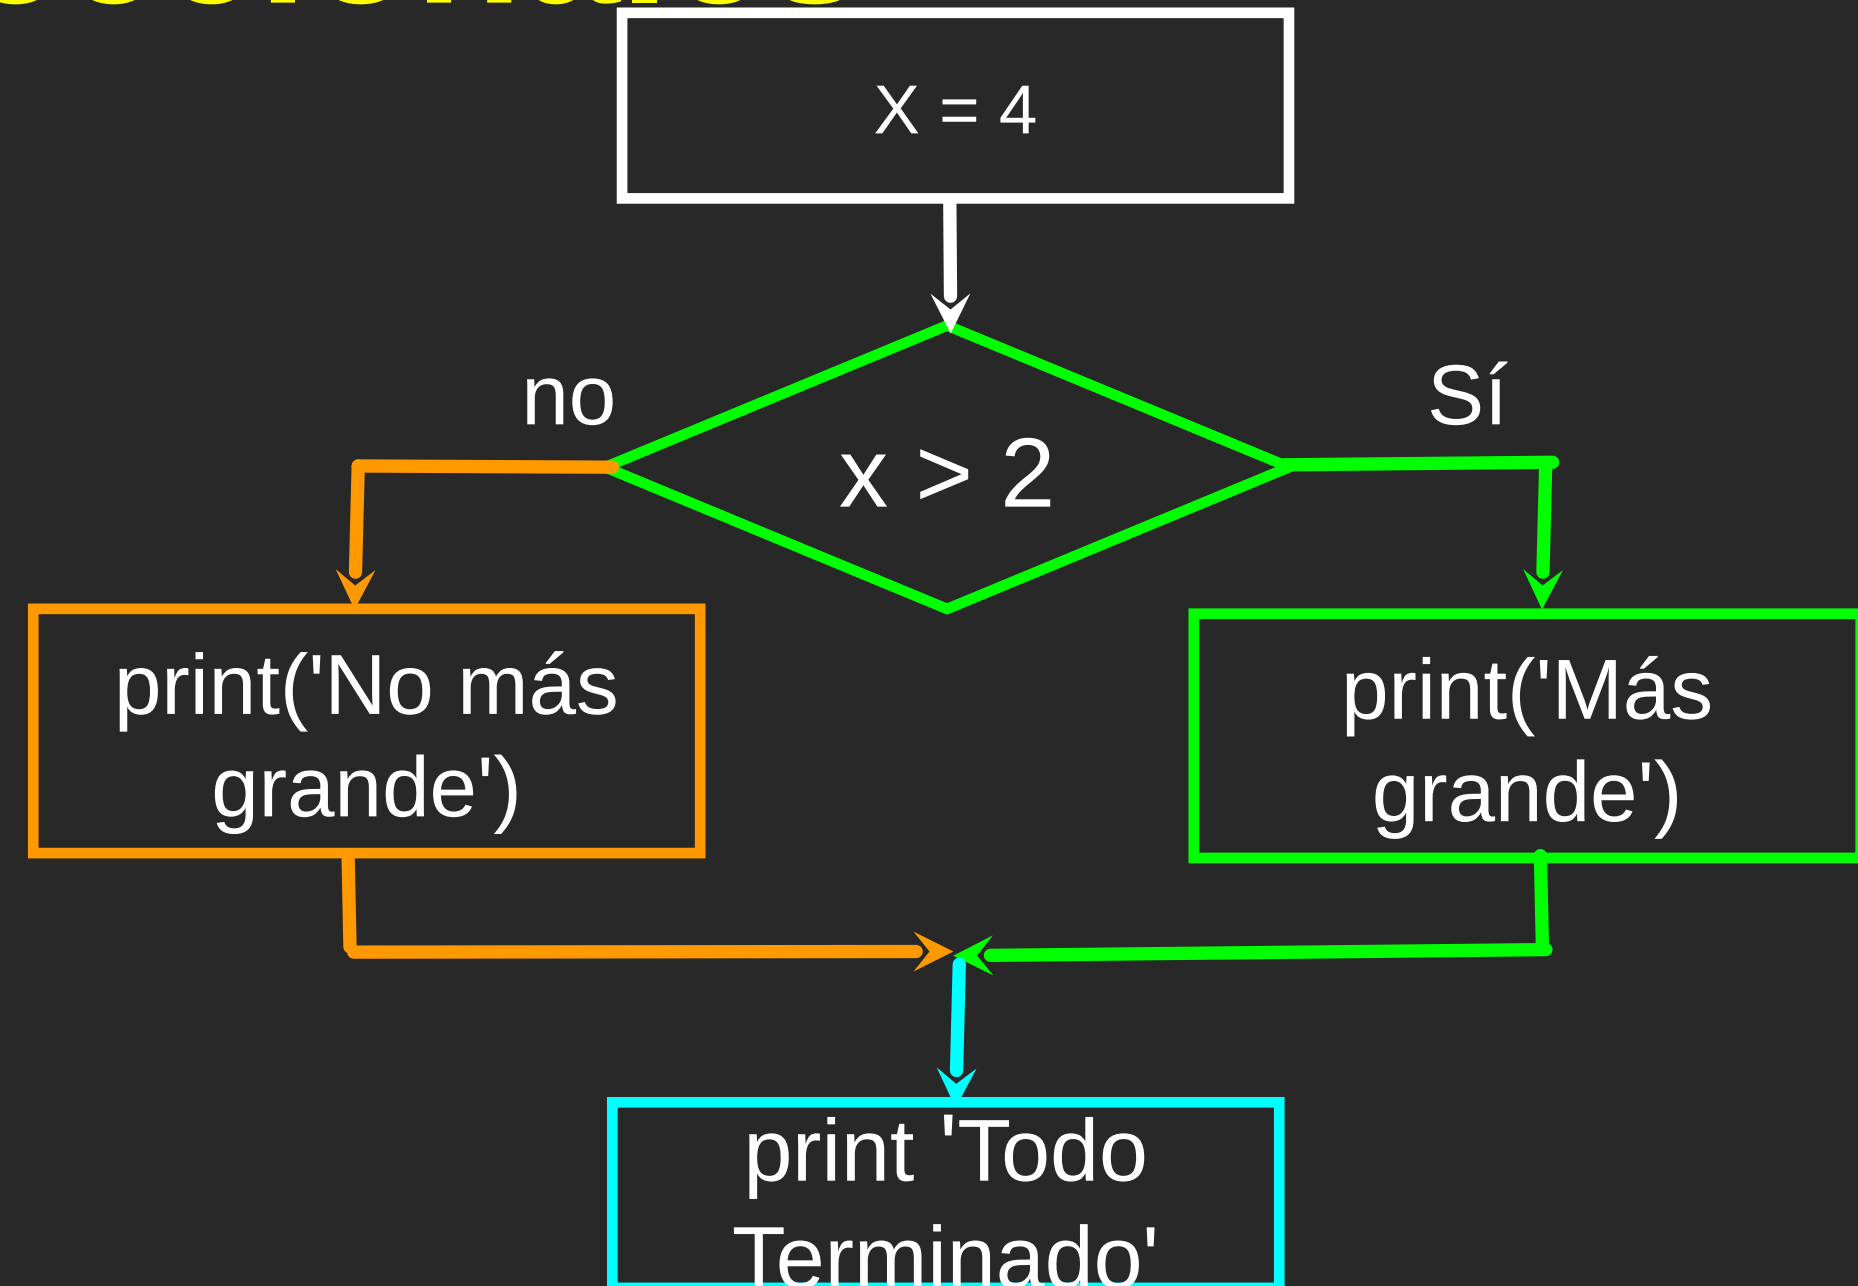 X = 4
no
Sí
x > 2
print('No más
grande')
print('Más
grande')
print 'Todo
Terminado'